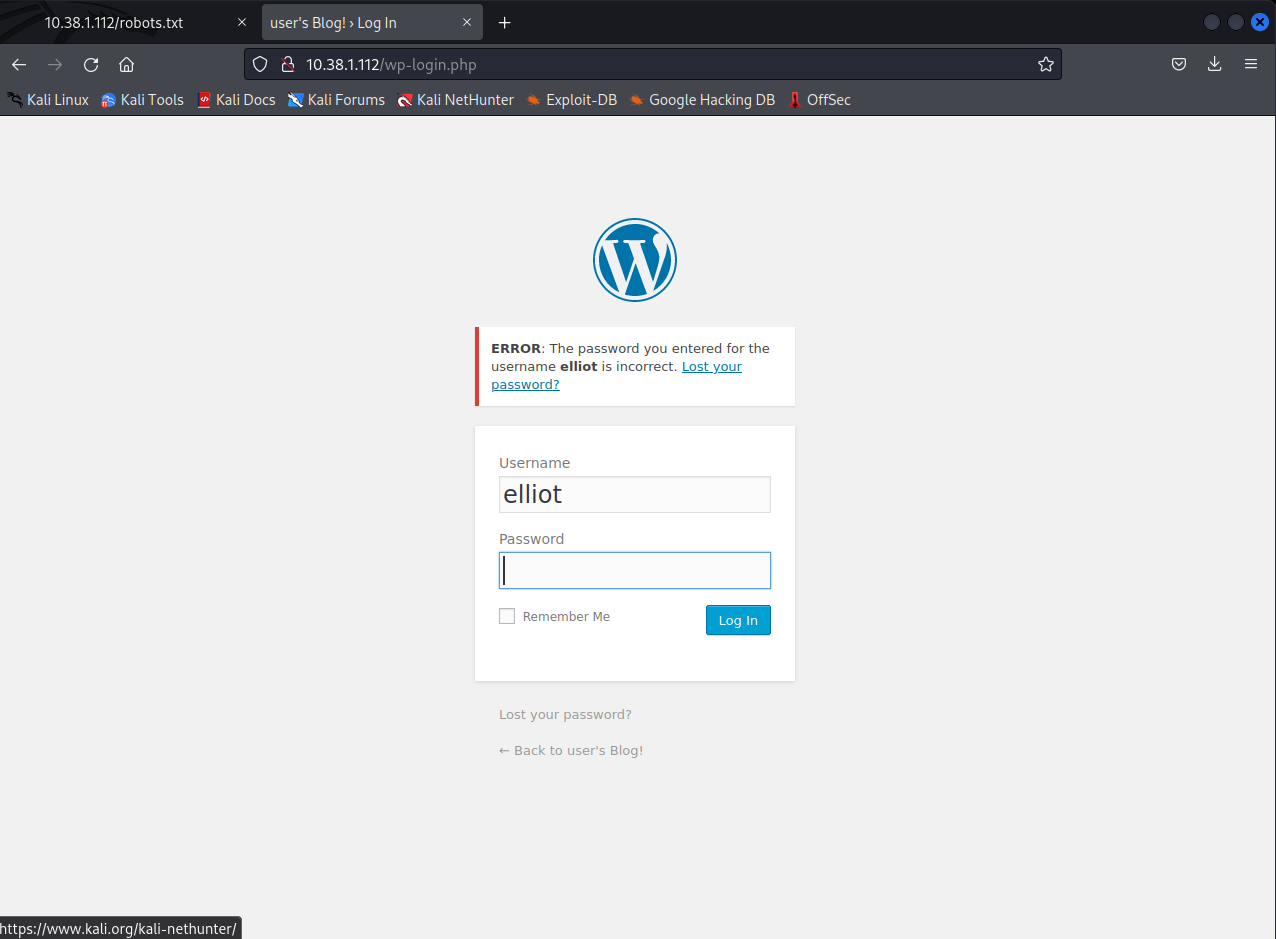 10.38.1.112/robots.txt
user's Blog! › Log In
10.38.1.112/wp-login.php
Kali Linux Kali Tools Kali Docs Kali Forums Kali NetHunter Exploit-DB Google Hacking DB OffSec
ERROR: The password you entered for the
username elliot is incorrect. Lost your
password?
Username
elliot
Password
Remember Me
Log In
Lost your password?
← Back to user's Blog!
https://www.kali.org/kali-nethunter/